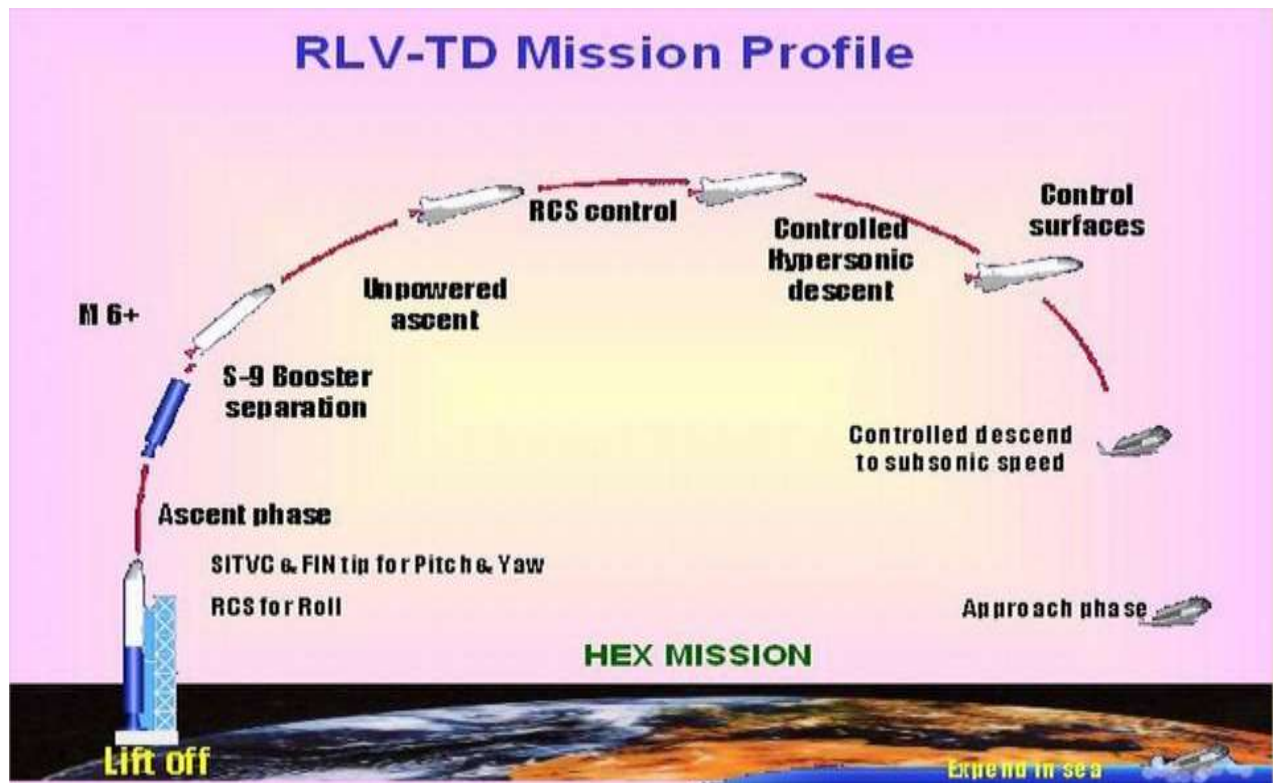 RLV-TD Mission Profile
RCS control
Control
surfaces
Controlled
Hypersonic
descent
Unpowered
ascent
M 6+
S-9 Booster
separation
Controlled descend
to subsonic speed
Ascent phase
SITVC & FIN tip for Pitch & Yaw
RCS for Roll
Approach phase
HEX MISSION
Lift off
Expend in sea